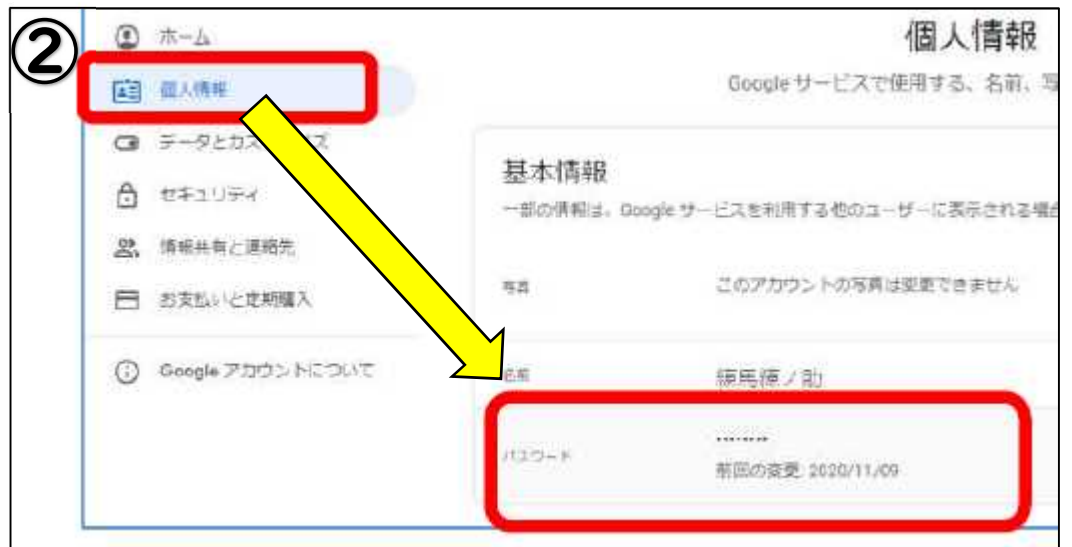 ②
ホーム
個人情報
データとカス
ズ
セキュリティ
情報共有と連絡先
お支払いと定期購入
Google アカウントについて
個人情報
Google サービスで使用する、名前、写
基本情報
一部の情報は、Google サービスを利用する他のユーザーに表示される場合
写真
このアカウントの写真は変更できません
名前
練馬練ノ助
パスワード
••••••••
前回の変更: 2020/11/09